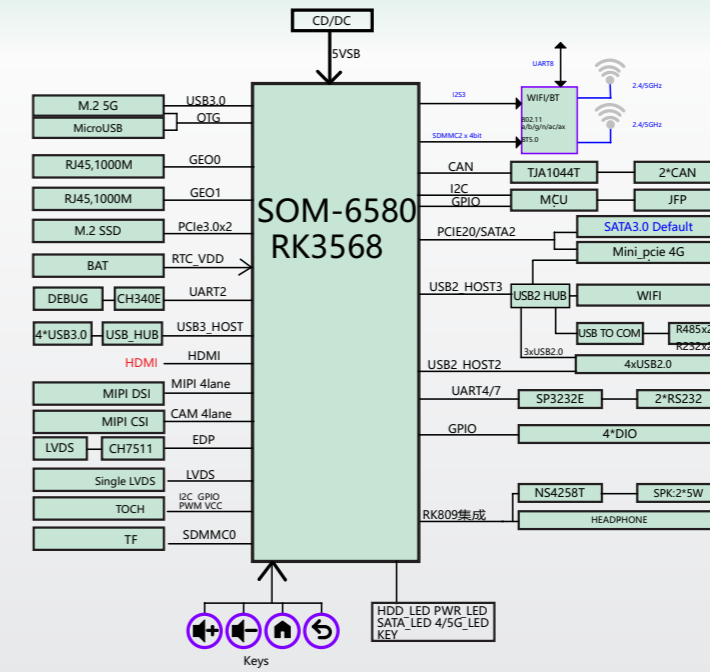 CD/DC
5VSB
M.2 5G
USB3.0
MicroUSB
OTG
RJ45,1000M
GEO0
RJ45,1000M
GEO1
M.2 SSD
PCIe3.0x2
BAT
RTC_VDD
DEBUG
CH340E
UART2
4*USB3.0
USB_HUB
USB3_HOST
HDMI
HDMI
MIPI DSI
MIPI 4lane
MIPI CSI
CAM 4lane
LVDS
CH7511
EDP
Single LVDS
LVDS
TOCH
I2C GPIO
PWM VCC
TF
SDMMC0
SOM-6580
RK3568
I2S3
SDMMC2 x 4bit
UART8
WIFI/BT
802.11
a/b/g/n/ac/ax
BT5.0
2.4/5GHz
2.4/5GHz
CAN
TJA1044T
2*CAN
I2C
GPIO
MCU
JFP
PCIE20/SATA2
SATA3.0 Default
Mini_pcie 4G
USB2_HOST3
USB2 HUB
WIFI
USB TO COM
R485x2
R232x2
3xUSB2.0
4xUSB2.0
USB2_HOST2
UART4/7
SP3232E
2*RS232
GPIO
4*DIO
RK809集成
NS4258T
SPK:2*5W
HEADPHONE
Keys
HDD_LED PWR_LED
SATA_LED 4/5G_LED
KEY